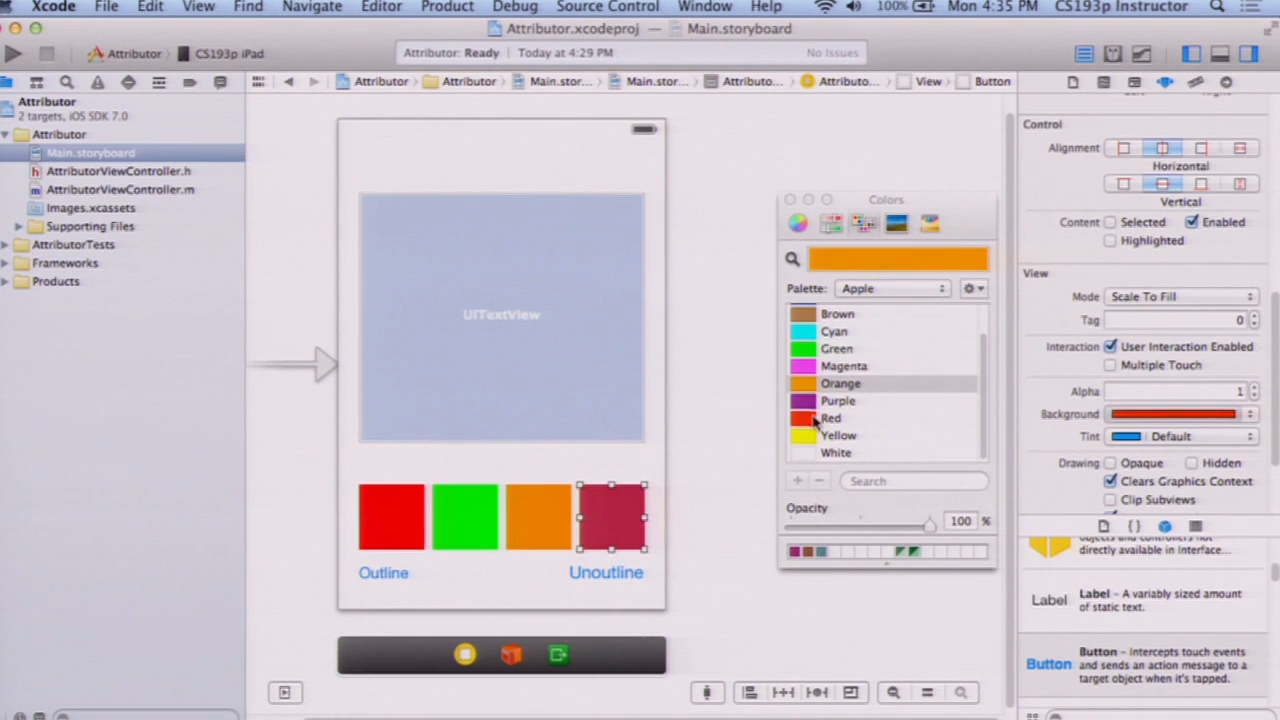 Xcode File Edit View Find Navigate Editor Product Debug Source Control Window Help 100% Mon 4:35 PM CS193p Instructor
Attributor.xcodeproj — Main.storyboard
Attributor CS193p iPad Attributor: Ready Today at 4:29 PM No Issues
Attributor Attributor Main.stor... Main.stor... Attributo... Attributo... View Button
Attributor
2 targets, iOS SDK 7.0
Attributor
Main.storyboard
AttributorViewController.h
AttributorViewController.m
Images.xcassets
Supporting Files
AttributorTests
Frameworks
Products
UITextView
Outline Unoutline
Colors
Palette: Apple
Brown
Cyan
Green
Magenta
Orange
Purple
Red
Yellow
White
Search
Opacity
100 %
Control
Alignment
Horizontal
Vertical
Content Selected Enabled
Highlighted
View
Mode Scale To Fill
Tag 0
Interaction User Interaction Enabled
Multiple Touch
Alpha 1
Background
Tint Default
Drawing Opaque Hidden
Clears Graphics Context
Clip Subviews
objects and controllers not
directly available in Interface...
Label Label – A variably sized amount
of static text.
Button Button – Intercepts touch events
and sends an action message to a
target object when it's tapped.